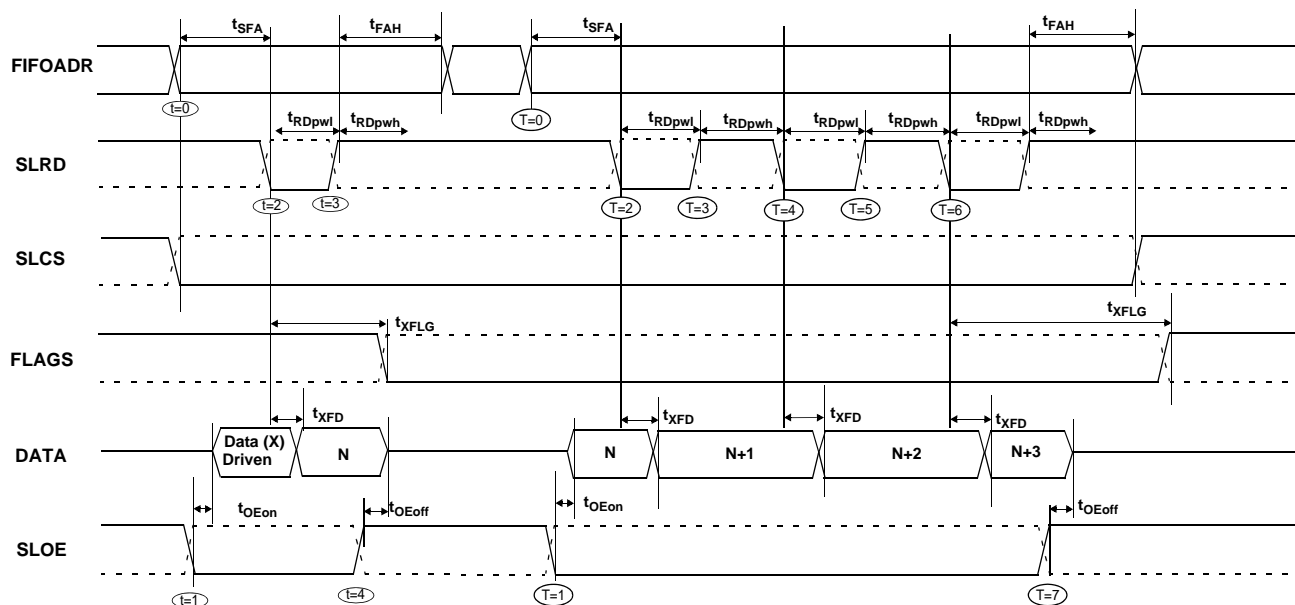 tSFA tFAH tSFA tFAH
FIFOADR
t=0 T=0
tRDpwl tRDpwh tRDpwl tRDpwh tRDpwl tRDpwh tRDpwl tRDpwh
SLRD
t=2 t=3 T=2 T=3 T=4 T=5 T=6
SLCS
tXFLG tXFLG
FLAGS
tXFD tXFD tXFD tXFD
DATA
Data (X)
Driven
N N N+1 N+2 N+3
tOEon tOEoff tOEon tOEoff
SLOE
t=1 t=4 T=1 T=7